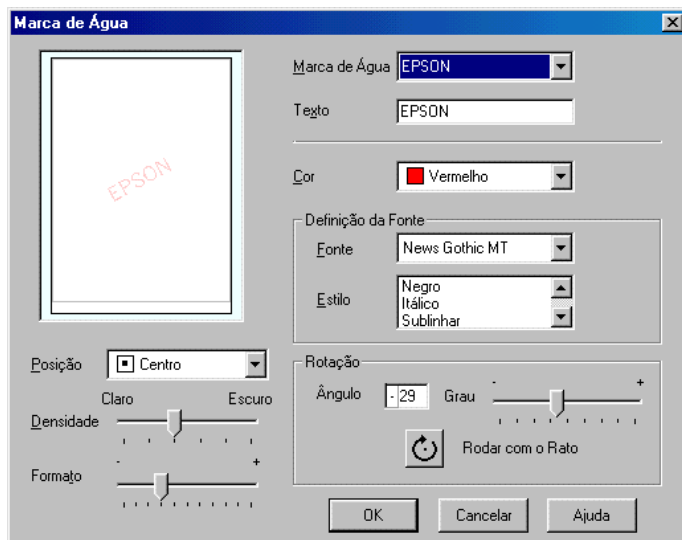 Marca de Água
EPSON
Marca de Água EPSON
Texto EPSON
Cor Vermelho
Definição da Fonte
Fonte News Gothic MT
Estilo Negro
Itálico
Sublinhar
Posição Centro
Claro Escuro
Densidade
Formato - +
Rotação
Ângulo -29 Grau - +
Rodar com o Rato
OK Cancelar Ajuda